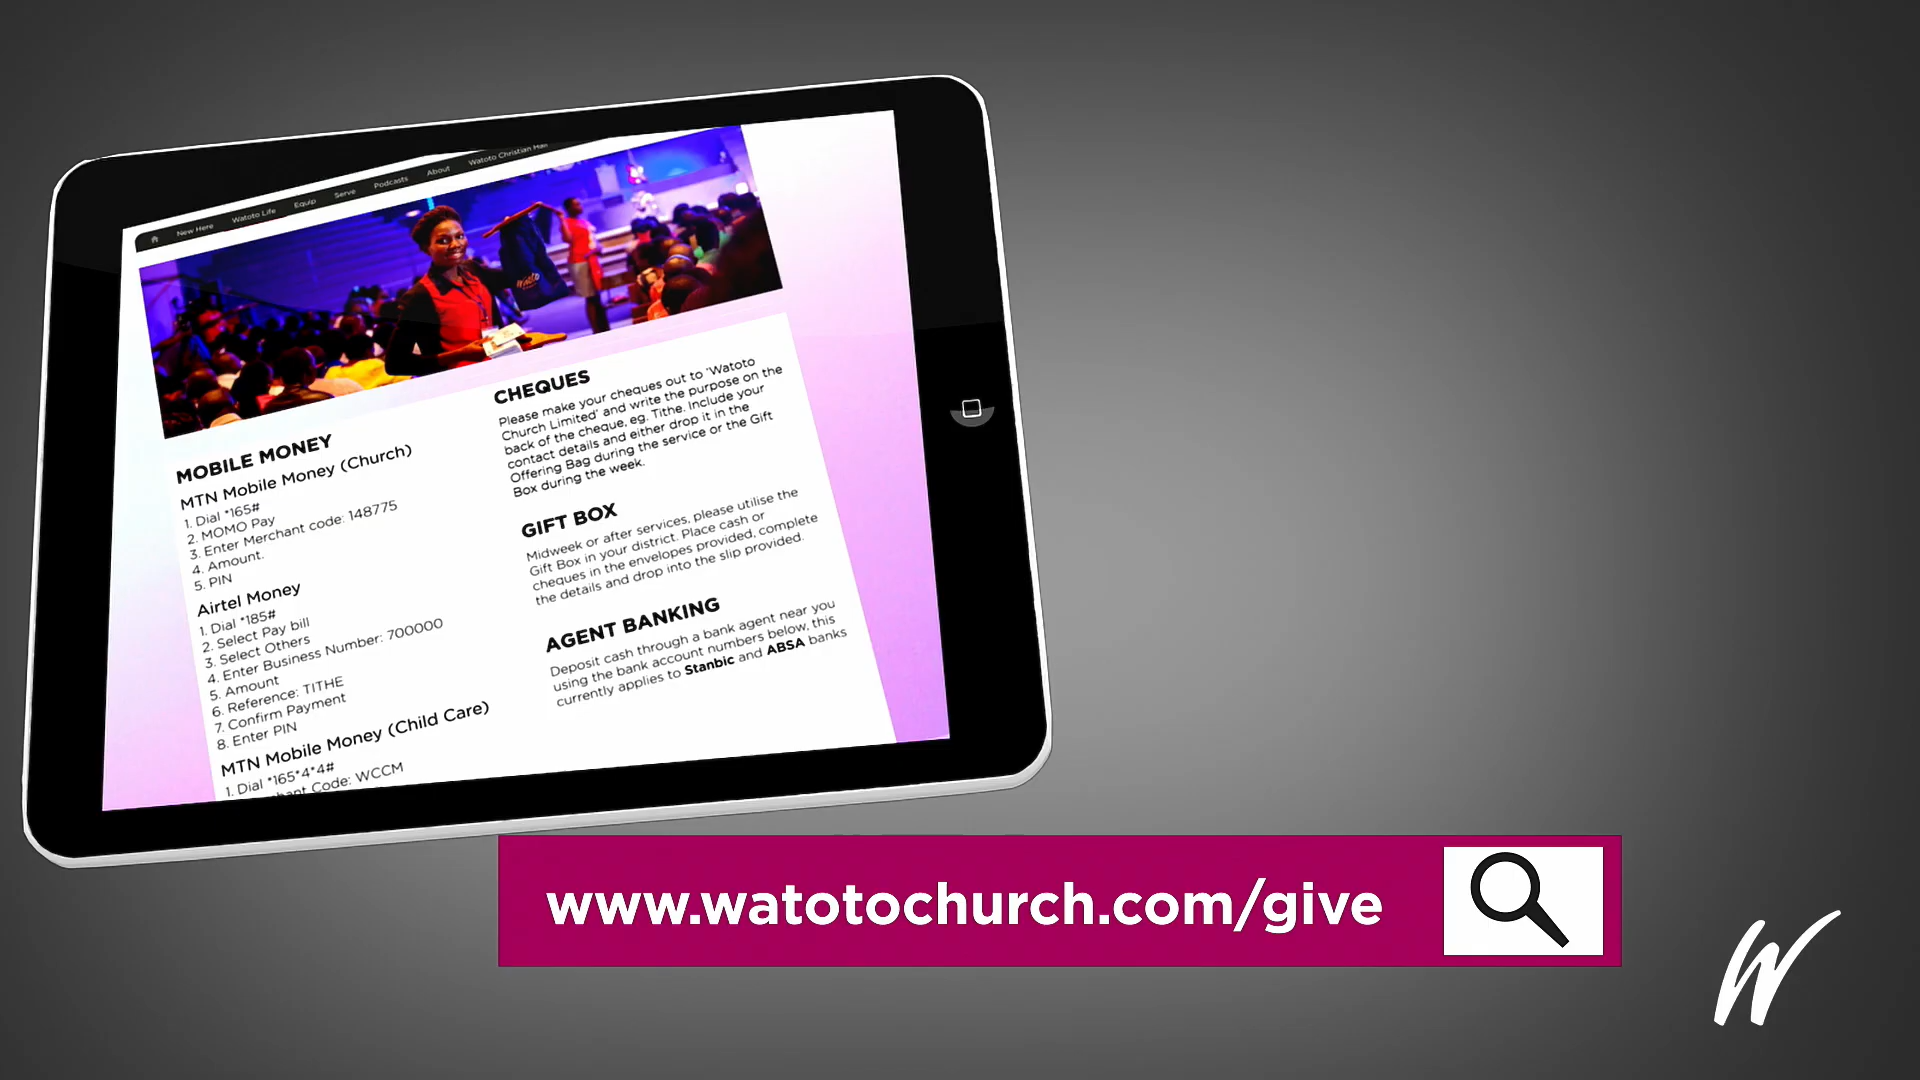 New Here
Watoto Life
Equip
Serve
Podcasts
About
Watoto Christian Mall
MOBILE MONEY
MTN Mobile Money (Church)
1. Dial *165#
2. MOMO Pay
3. Enter Merchant code: 148775
4. Amount.
5. PIN
Airtel Money
1. Dial *185#
2. Select Pay bill
3. Select Others
4. Enter Business Number: 700000
5. Amount
6. Reference: TITHE
7. Confirm Payment
8. Enter PIN
MTN Mobile Money (Child Care)
1. Dial *165*4*4#
Code: WCCM
CHEQUES
Please make your cheques out to 'Watoto
Church Limited' and write the purpose on the
back of the cheque, eg. Tithe. Include your
contact details and either drop it in the
Offering Bag during the service or the Gift
Box during the week.
GIFT BOX
Midweek or after services, please utilise the
Gift Box in your district. Place cash or
cheques in the envelopes provided, complete
the details and drop into the slip provided.
AGENT BANKING
Deposit cash through a bank agent near you
using the bank account numbers below, this
currently applies to Stanbic and ABSA banks
www.watotochurch.com/give
W